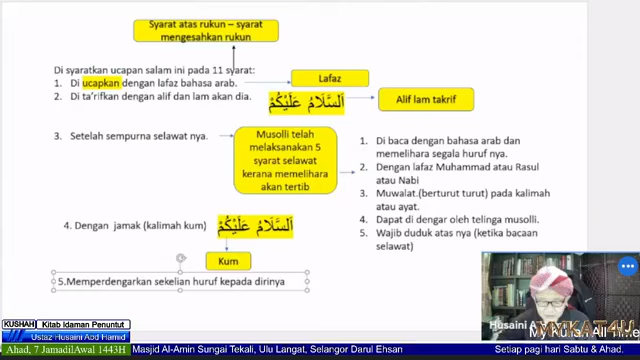 Syarat atas rukun – syarat
mengesahkan rukun
Di syaratkan ucapan salam ini pada 11 syarat:
1. Di ucapkan dengan lafaz bahasa arab.
Lafaz
2. Di ta'rifkan dengan alif dan lam akan dia.
اَلسَّلَامُ عَلَيْكُمْ
Alif lam takrif
3. Setelah sempurna selawat nya.
Musolli telah
melaksanakan 5
syarat selawat
kerana memelihara
akan tertib
1. Di baca dengan bahasa arab dan
memelihara segala huruf nya.
2. Dengan lafaz Muhammad atau Rasul
atau Nabi
3. Muwalat.(berturut turut) pada kalimah
atau ayat.
4. Dapat di dengar oleh telinga musolli.
5. Wajib duduk atas nya (ketika bacaan
selawat)
4. Dengan jamak (kalimah kum)
اَلسَّلَامُ عَلَيْكُمْ
Kum
5.Memperdengarkan sekelian huruf kepada dirinya
KUSHAH Kitab Idaman Penuntut
Ustaz Husaini Abd Hamid
Husaini A
MYKAT4U
My Kushah All Time
Ahad, 7 JamadilAwal 1443H
Masjid Al-Amin Sungai Tekali, Ulu Langat, Selangor Darul Ehsan
Setiap pagi hari Sabtu & Ahad.